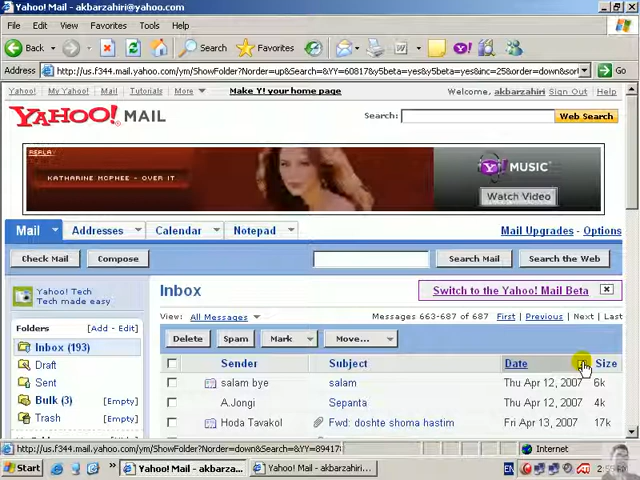 Yahoo! Mail - akbarzahiri@yahoo.com
File Edit View Favorites Tools Help
Back Search Favorites
Address http://us.f344.mail.yahoo.com/ym/ShowFolder?Norder=up&Search=&YY=60817&y5beta=yes&y5beta=yes&inc=25&order=down&sor Go
Yahoo! My Yahoo! Mail Tutorials More Make Y! your home page Welcome, akbarzahiri Sign Out Help
YAHOO! MAIL Search: Web Search
REPLAY
KATHARINE MCPHEE - OVER IT
Y! MUSIC
Watch Video
Mail Addresses Calendar Notepad Mail Upgrades - Options
Check Mail Compose Search Mail Search the Web
Yahoo! Tech
Tech made easy
Inbox Switch to the Yahoo! Mail Beta
View: All Messages Messages 663-687 of 687 First | Previous | Next | Last
Folders [Add - Edit]
Delete Spam Mark Move...
Inbox (193)
Sender Subject Date Size
Draft
Sent
Bulk (3) [Empty]
Trash [Empty]
salam bye salam Thu Apr 12, 2007 6k
A.Jongi Sepanta Thu Apr 12, 2007 4k
Hoda Tavakol Fwd: doshte shoma hastim Fri Apr 13, 2007 17k
http://us.f344.mail.yahoo.com/ym/ShowFolder?Norder=down&Search=&YY=89417 Internet
Start Yahoo! Mail - akbarza... Yahoo! Mail - akbarzahiri... EN